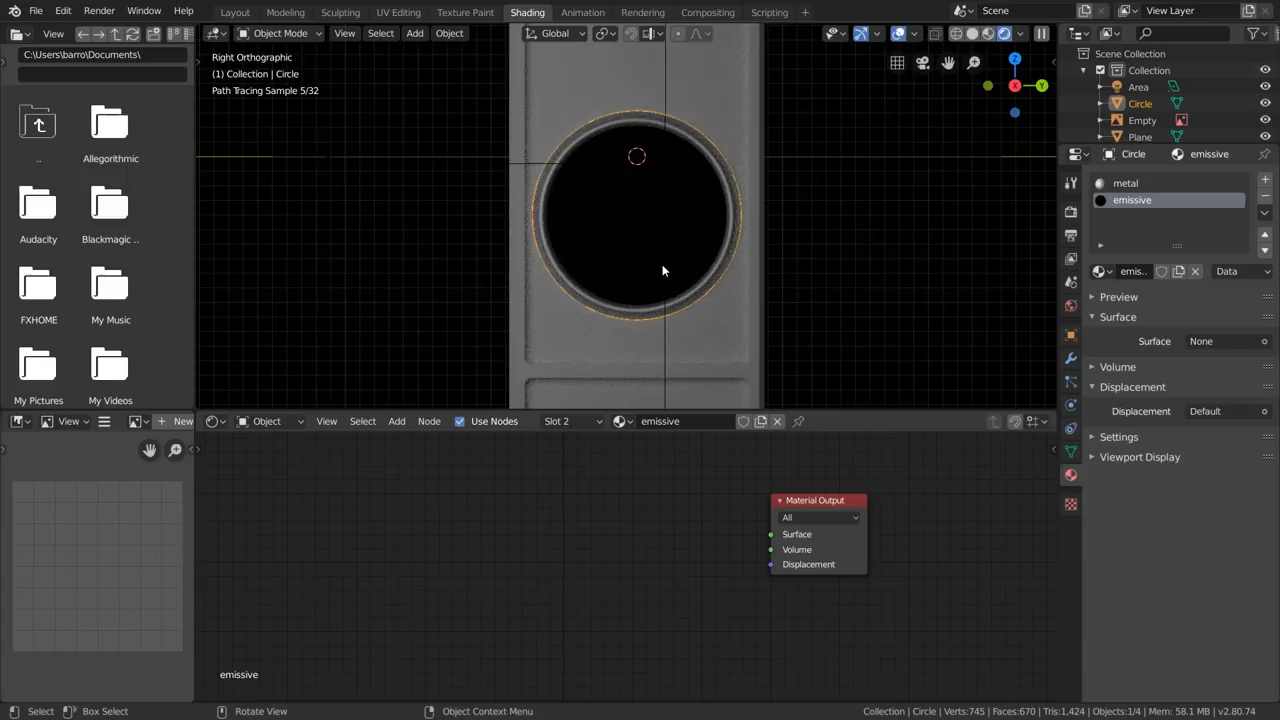 File Edit Render Window Help
Layout Modeling Sculpting UV Editing Texture Paint Shading Animation Rendering Compositing Scripting
Scene View Layer
View
Object Mode View Select Add Object
Global
C:\Users\barro\Documents\
..
Allegorithmic
Audacity
Blackmagic ..
FXHOME
My Music
My Pictures
My Videos
Right Orthographic
(1) Collection | Circle
Path Tracing Sample 5/32
Z
X
Y
Scene Collection
Collection
Area
Circle
Empty
Plane
Circle emissive
metal
emissive
emis.. Data
Preview
Surface
Surface None
Volume
Displacement
Displacement Default
Settings
Viewport Display
View New
Object View Select Add Node Use Nodes Slot 2 emissive
Material Output
All
Surface
Volume
Displacement
emissive
Select Box Select Rotate View Object Context Menu
Collection | Circle | Verts:745 | Faces:670 | Tris:1,424 | Objects:1/4 | Mem: 58.1 MB | v2.80.74